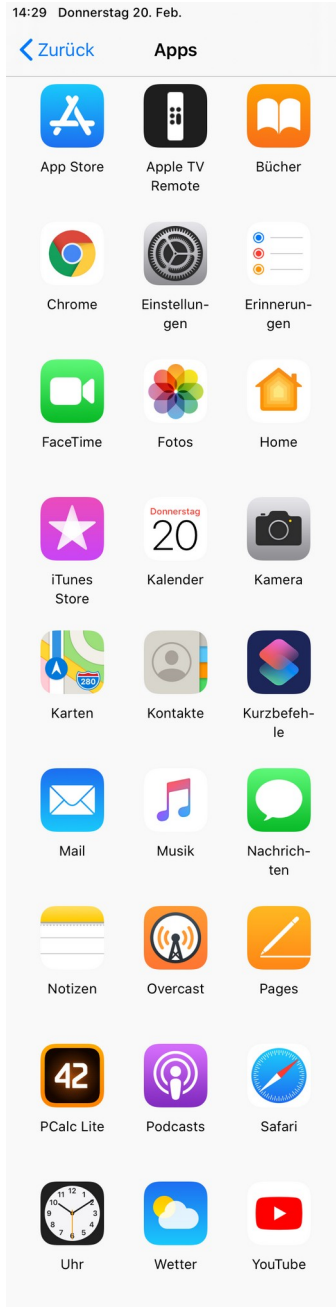 14:29 Donnerstag 20. Feb.
Zurück Apps
App Store Apple TV Bücher
Remote
Chrome Einstellun- Erinnerun-
gen gen
FaceTime Fotos Home
Donnerstag
20
iTunes Kalender Kamera
Store
280
Karten Kontakte Kurzbefeh-
le
Mail Musik Nachrich-
ten
Notizen Overcast Pages
42
PCalc Lite Podcasts Safari
12
11 1
10 2
9 3
8 4
7 5
6
Uhr Wetter YouTube